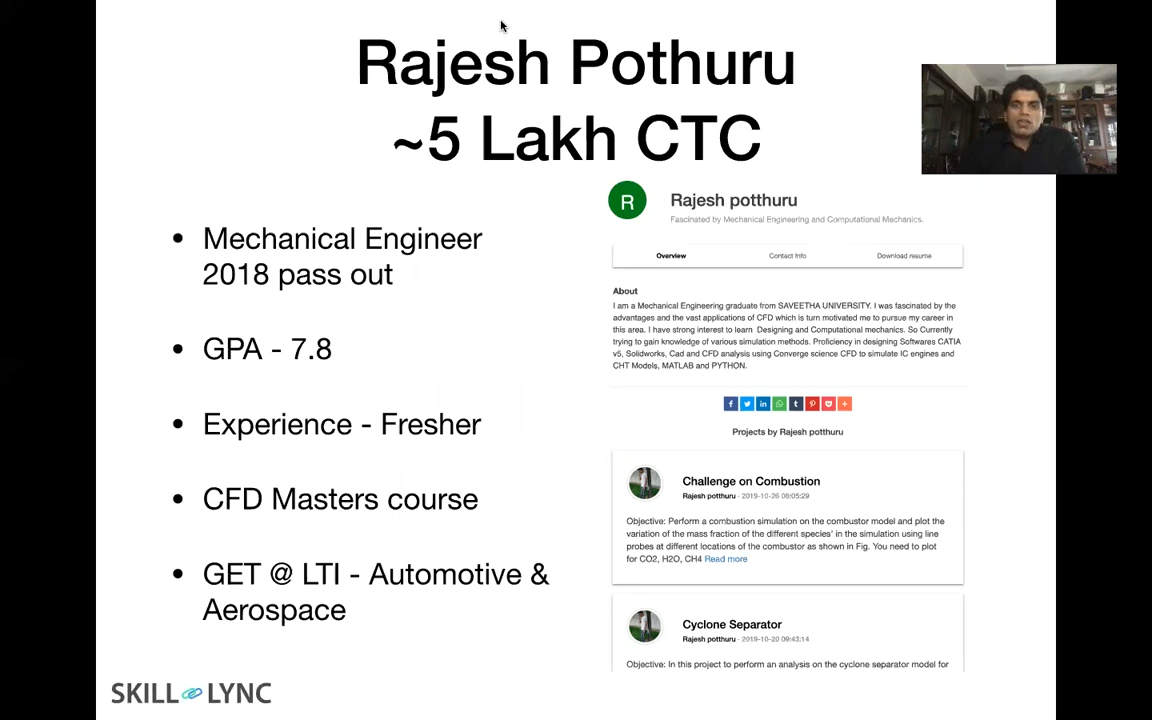 Rajesh Pothuru
~5 Lakh CTC
• Mechanical Engineer
2018 pass out
• GPA - 7.8
• Experience - Fresher
• CFD Masters course
• GET @ LTI - Automotive &
Aerospace
SKILL LYNC
R
Rajesh potthuru
Fascinated by Mechanical Engineering and Computational Mechanics.
Overview Contact Info Download resume
About
I am a Mechanical Engineering graduate from SAVEETHA UNIVERSITY. I was fascinated by the
advantages and the vast applications of CFD which is turn motivated me to pursue my career in
this area. I have strong interest to learn Designing and Computational mechanics. So Currently
trying to gain knowledge of various simulation methods. Proficiency in designing Softwares CATIA
v5, Solidworks, Cad and CFD analysis using Converge science CFD to simulate IC engines and
CHT Models, MATLAB and PYTHON.
Projects by Rajesh potthuru
Challenge on Combustion
Rajesh potthuru - 2019-10-26 08:05:29
Objective: Perform a combustion simulation on the combustor model and plot the
variation of the mass fraction of the different species' in the simulation using line
probes at different locations of the combustor as shown in Fig. You need to plot
for CO2, H2O, CH4 Read more
Cyclone Separator
Rajesh potthuru - 2019-10-20 09:43:14
Objective: In this project to perform an analysis on the cyclone separator model for